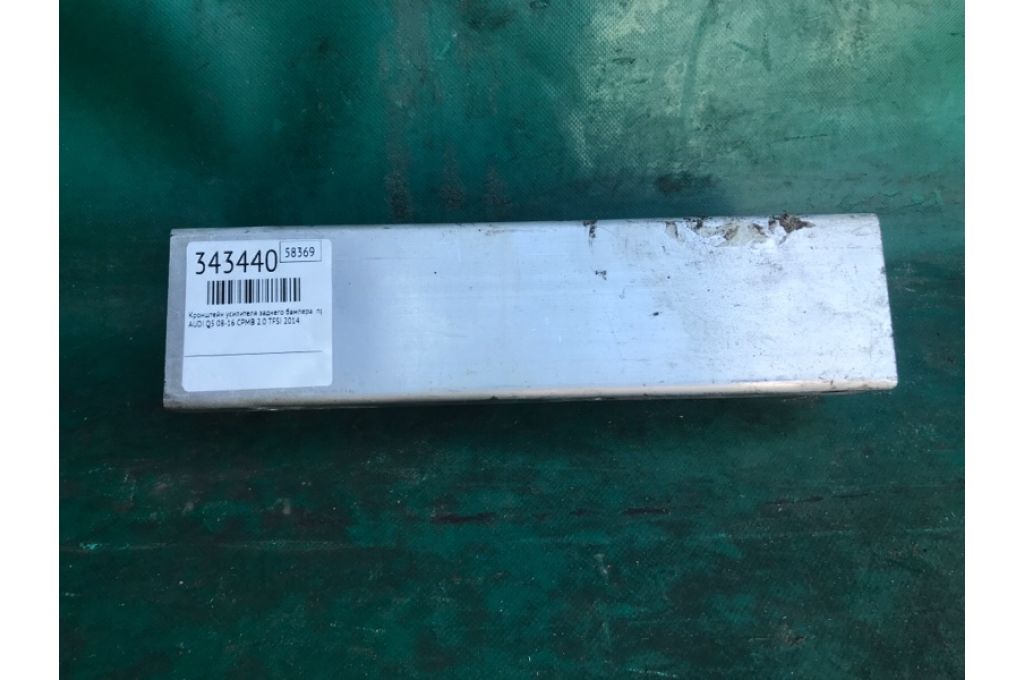 343440 58369
Кронштейн усилителя заднего бампера
AUDI Q5 08-16 CPMB 2.0 TFSI 2014